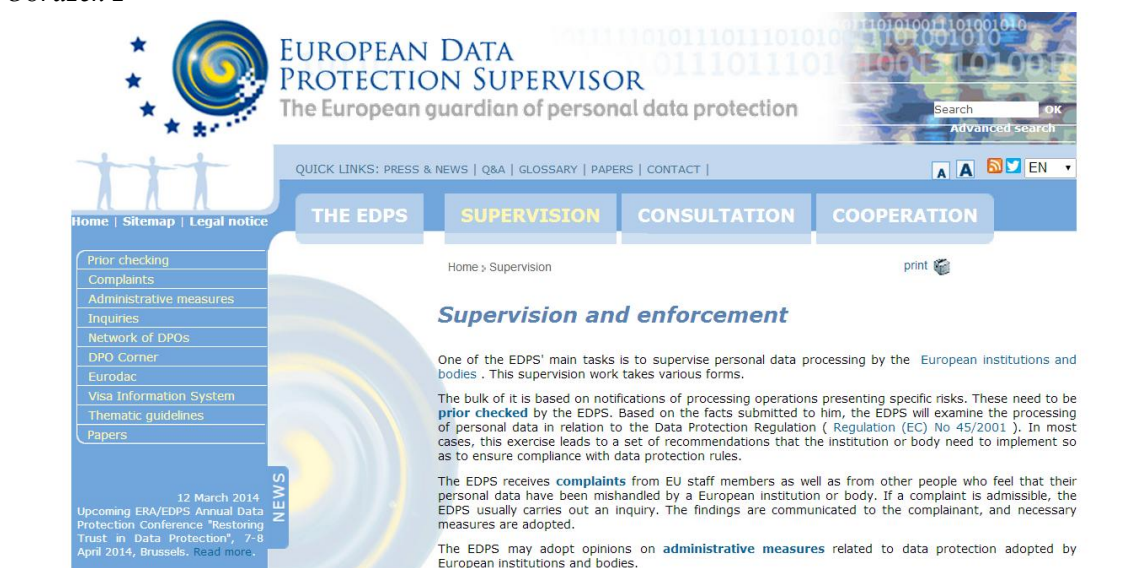 EUROPEAN DATA
PROTECTION SUPERVISOR
The European guardian of personal data protection
Search OK
Advanced search
QUICK LINKS: PRESS & NEWS | Q&A | GLOSSARY | PAPERS | CONTACT |
A A EN
Home | Sitemap | Legal notice
THE EDPS SUPERVISION CONSULTATION COOPERATION
Prior checking
Complaints
Administrative measures
Inquiries
Network of DPOs
DPO Corner
Eurodac
Visa Information System
Thematic guidelines
Papers
NEWS
12 March 2014
Upcoming ERA/EDPS Annual Data
Protection Conference "Restoring
Trust in Data Protection", 7-8
April 2014, Brussels. Read more.
Home > Supervision
print
Supervision and enforcement
One of the EDPS' main tasks is to supervise personal data processing by the European institutions and
bodies . This supervision work takes various forms.
The bulk of it is based on notifications of processing operations presenting specific risks. These need to be
prior checked by the EDPS. Based on the facts submitted to him, the EDPS will examine the processing
of personal data in relation to the Data Protection Regulation ( Regulation (EC) No 45/2001 ). In most
cases, this exercise leads to a set of recommendations that the institution or body need to implement so
as to ensure compliance with data protection rules.
The EDPS receives complaints from EU staff members as well as from other people who feel that their
personal data have been mishandled by a European institution or body. If a complaint is admissible, the
EDPS usually carries out an inquiry. The findings are communicated to the complainant, and necessary
measures are adopted.
The EDPS may adopt opinions on administrative measures related to data protection adopted by
European institutions and bodies.